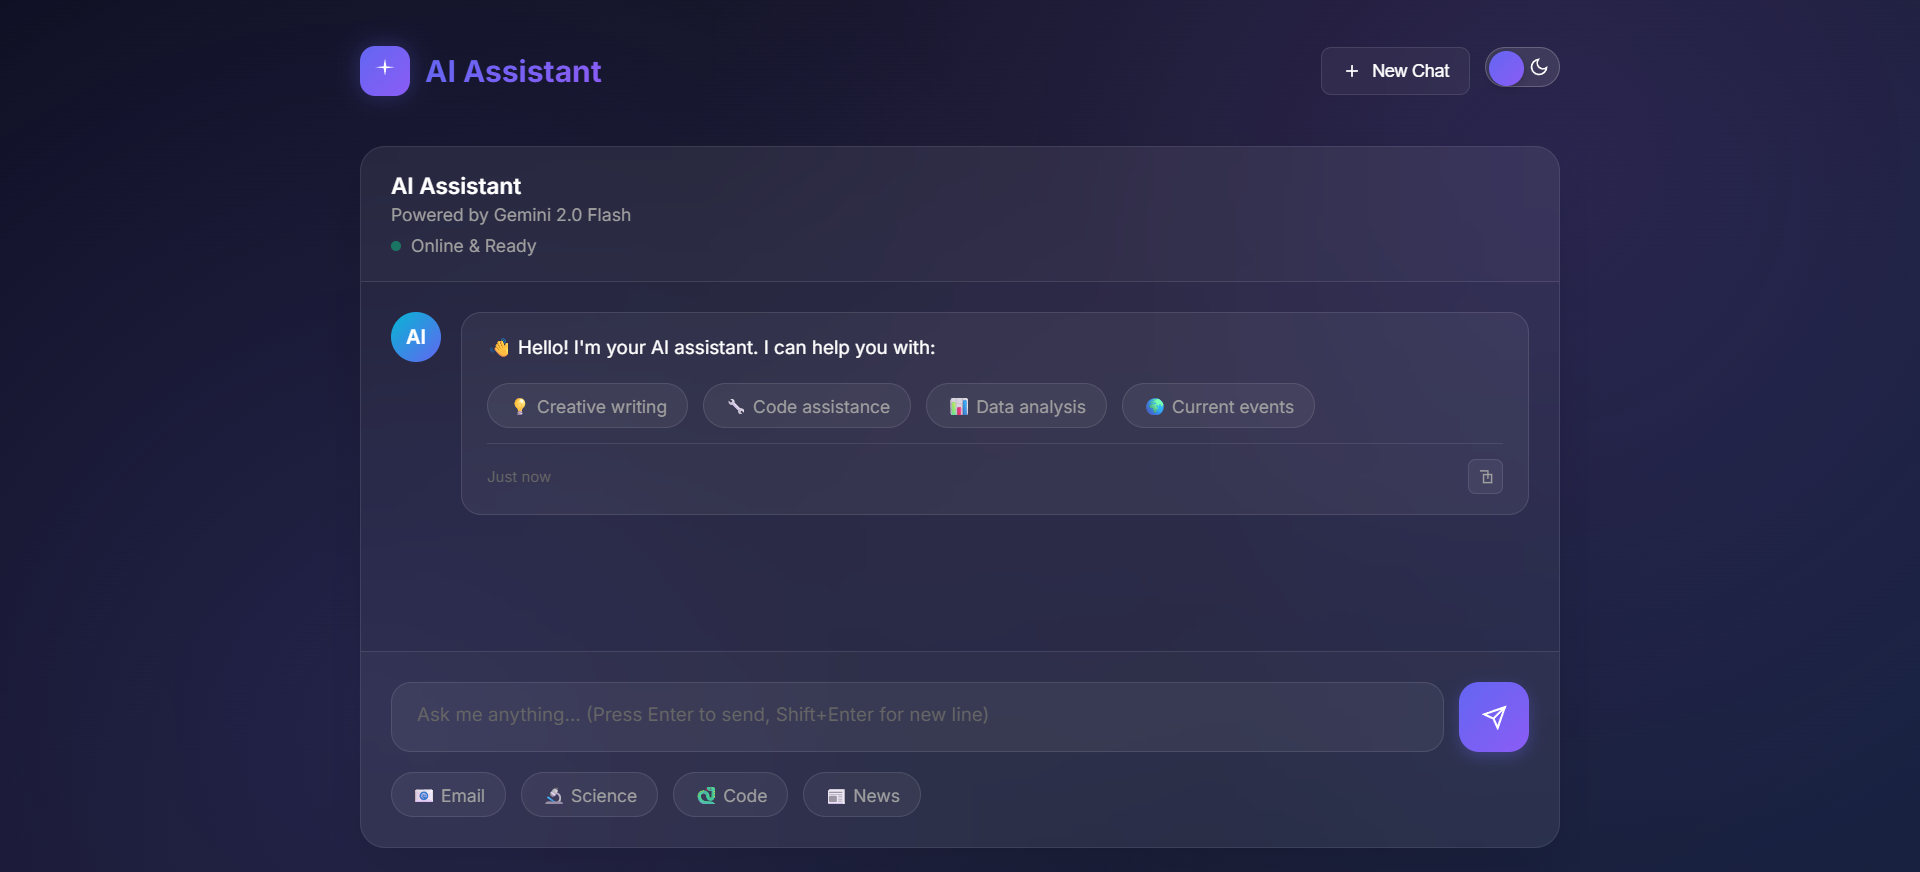 AI Assistant
New Chat
AI Assistant
Powered by Gemini 2.0 Flash
Online & Ready
AI
👋 Hello! I'm your AI assistant. I can help you with:
💡 Creative writing
🔧 Code assistance
📊 Data analysis
🌍 Current events
Just now
Ask me anything... (Press Enter to send, Shift+Enter for new line)
📧 Email
🔬 Science
🐉 Code
📰 News